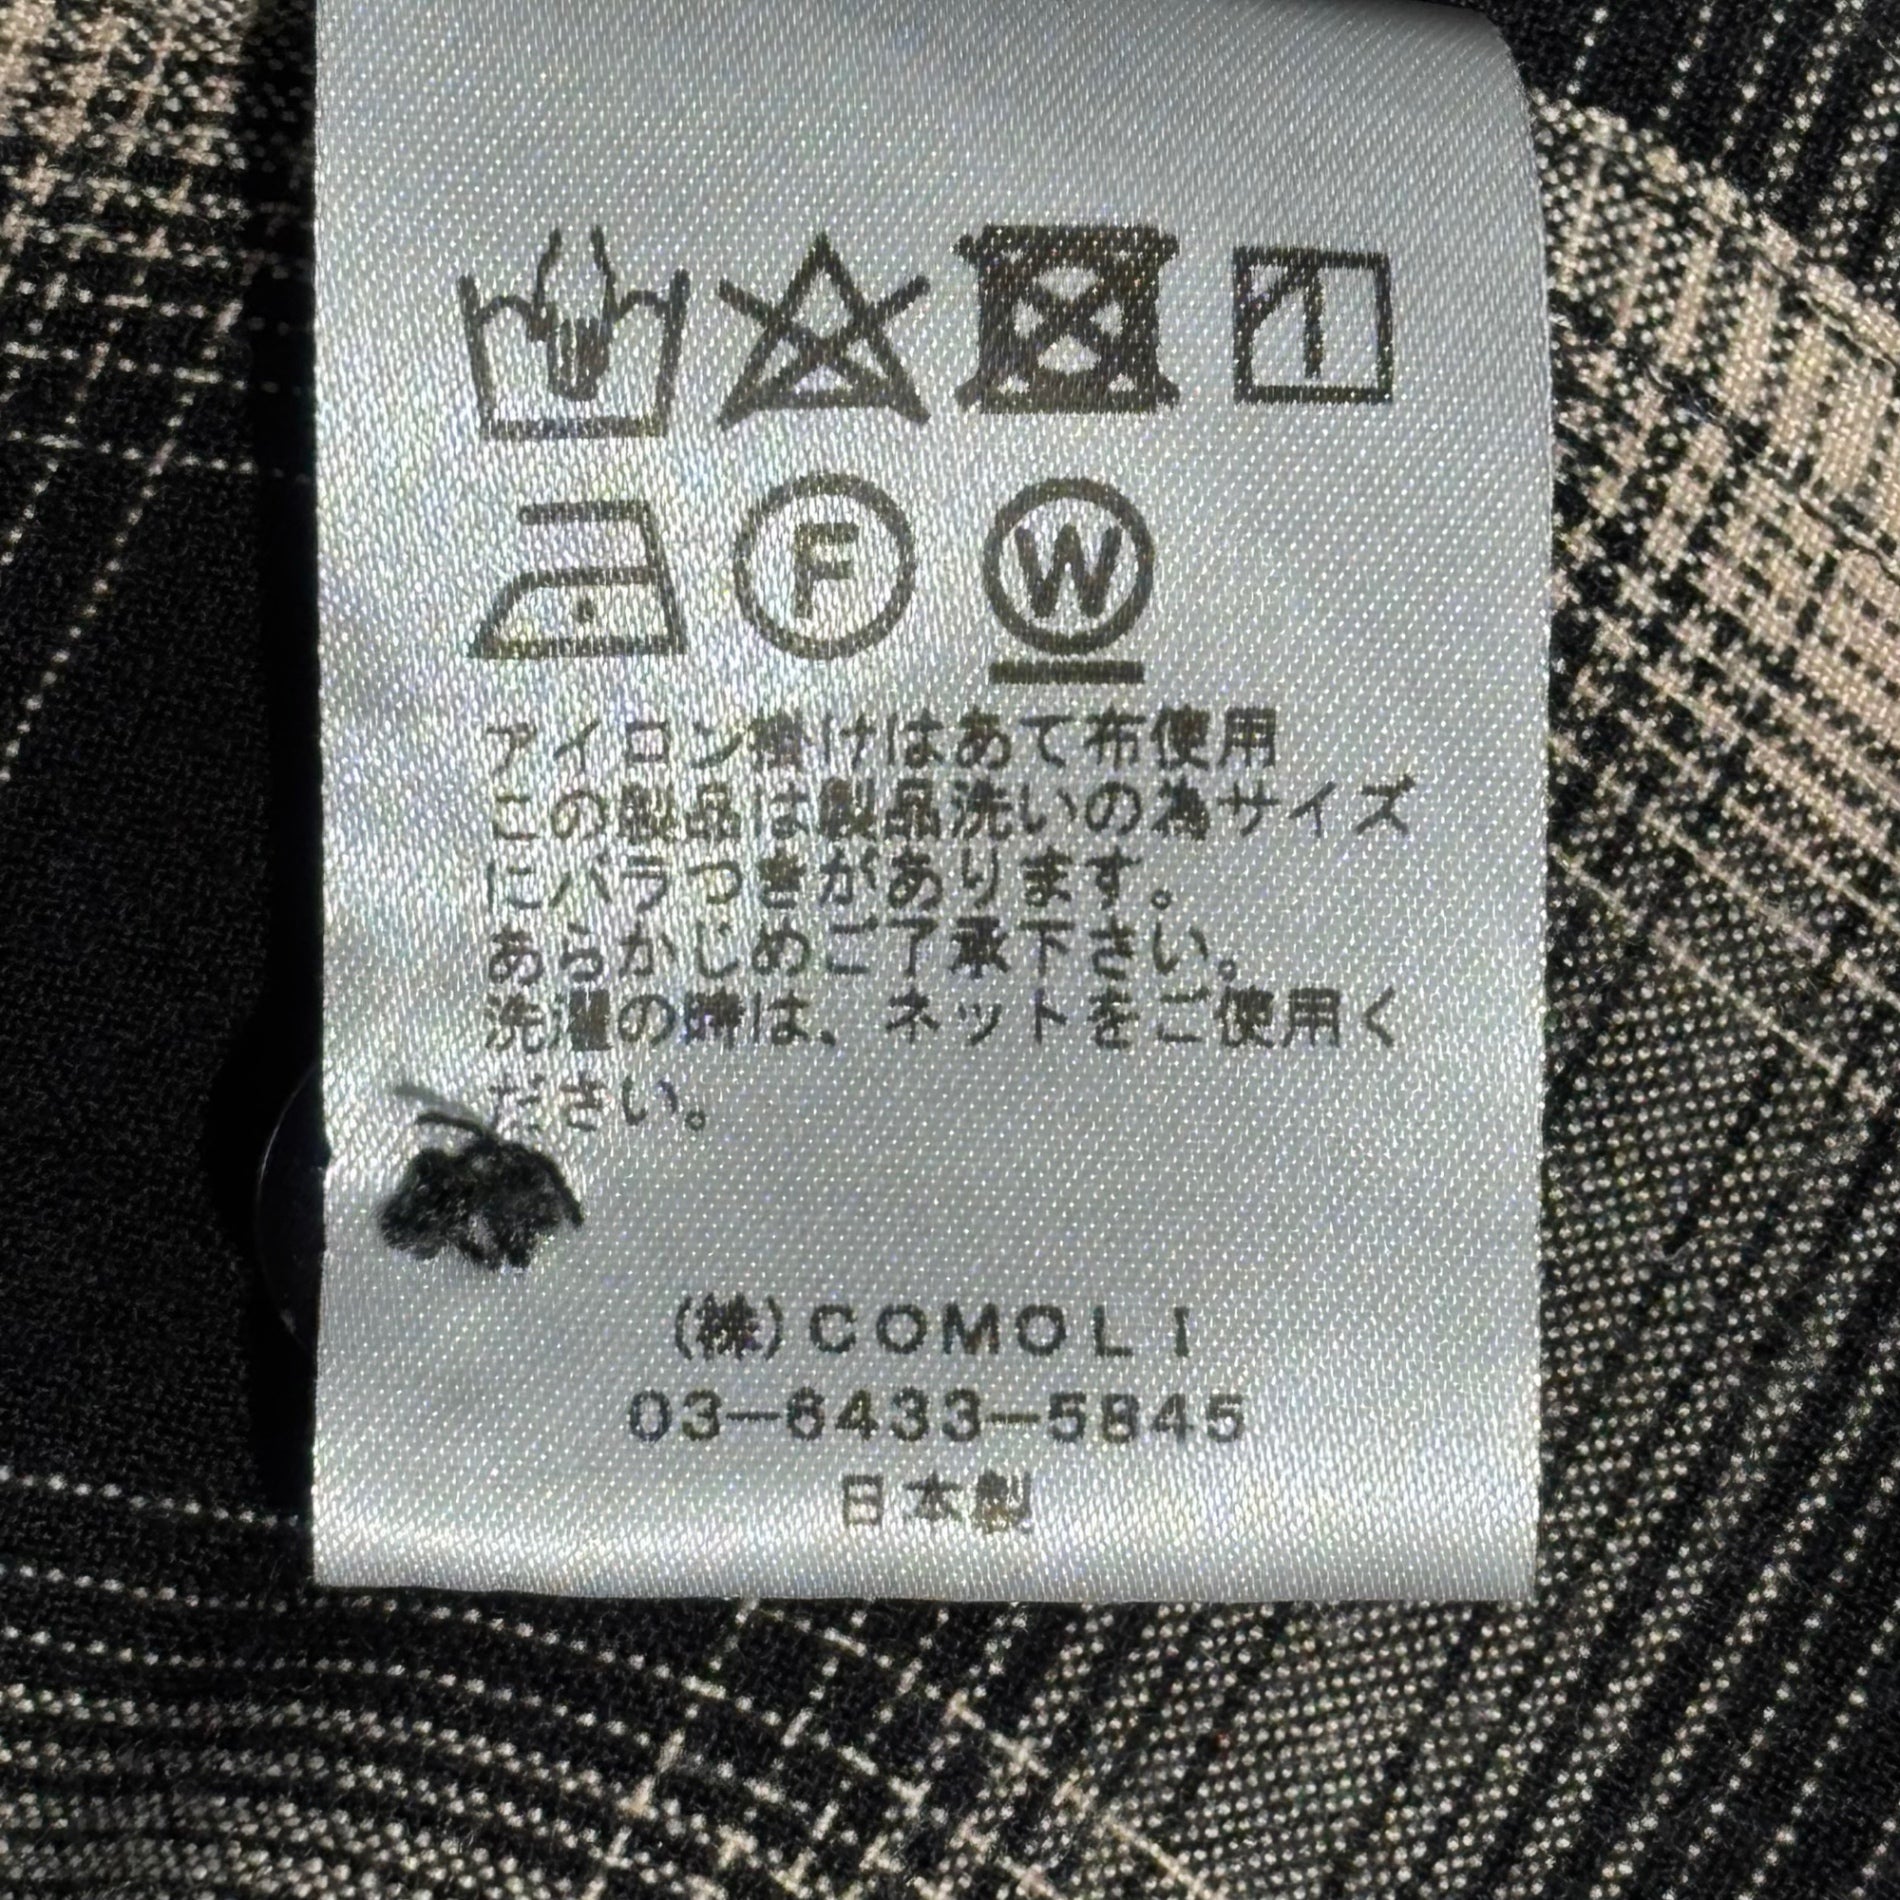 F W
アイロン掛けはあて布使用
この製品は製品洗いの為サイズ
にバラつきがあります。
あらかじめご了承下さい。
洗濯の時は、ネットをご使用く
ださい。
(株)COMOLI
03-6433-5845
日本製